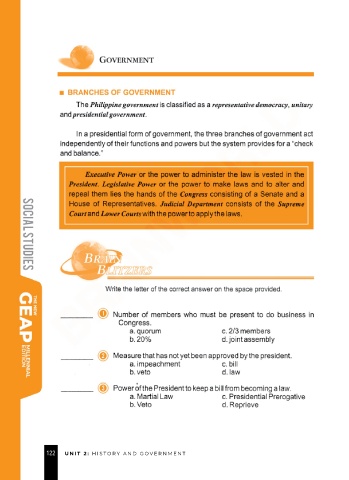 GOVERNMENT
BRANCHES OF GOVERNMENT
The Philippine government is classified as a representative democracy, unitary
and presidential government.
In a presidential form of government, the three branches of government act
independently of their functions and powers but the system provides for a "check
and balance."
Executive Power or the power to administer the law is vested in the
President. Legislative Power or the power to make laws and to alter and
repeal them lies the hands of the Congress consisting of a Senate and a
House of Representatives. Judicial Department consists of the Supreme
Court and Lower Courts with the power to apply the laws.
SOCIAL STUDIES
BRAIN
BLITZERS
Write the letter of the correct answer on the space provided.
THE NEW
GEAP
MILLENNIAL
EDITION
1 Number of members who must be present to do business in
Congress.
a. quorum c. 2/3 members
b. 20% d. joint assembly
2 Measure that has not yet been approved by the president.
a. impeachment c. bill
b. veto d. law
3 Power of the President to keep a bill from becoming a law.
a. Martial Law c. Presidential Prerogative
b. Veto d. Reprieve
122 UNIT 2: HISTORY AND GOVERNMENT